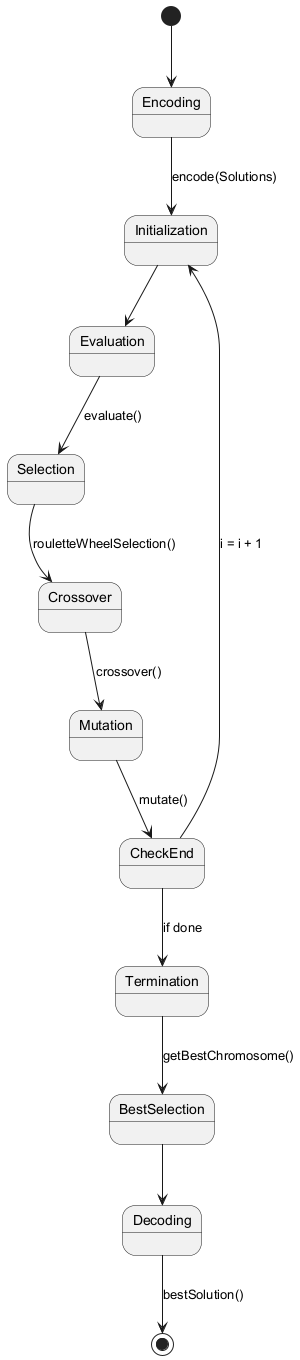 Encoding
encode(Solutions)
Initialization
Evaluation
evaluate()
Selection
rouletteWheelSelection()
i = i + 1
Crossover
crossover()
Mutation
mutate()
CheckEnd
if done
Termination
getBestChromosome()
BestSelection
Decoding
bestSolution()